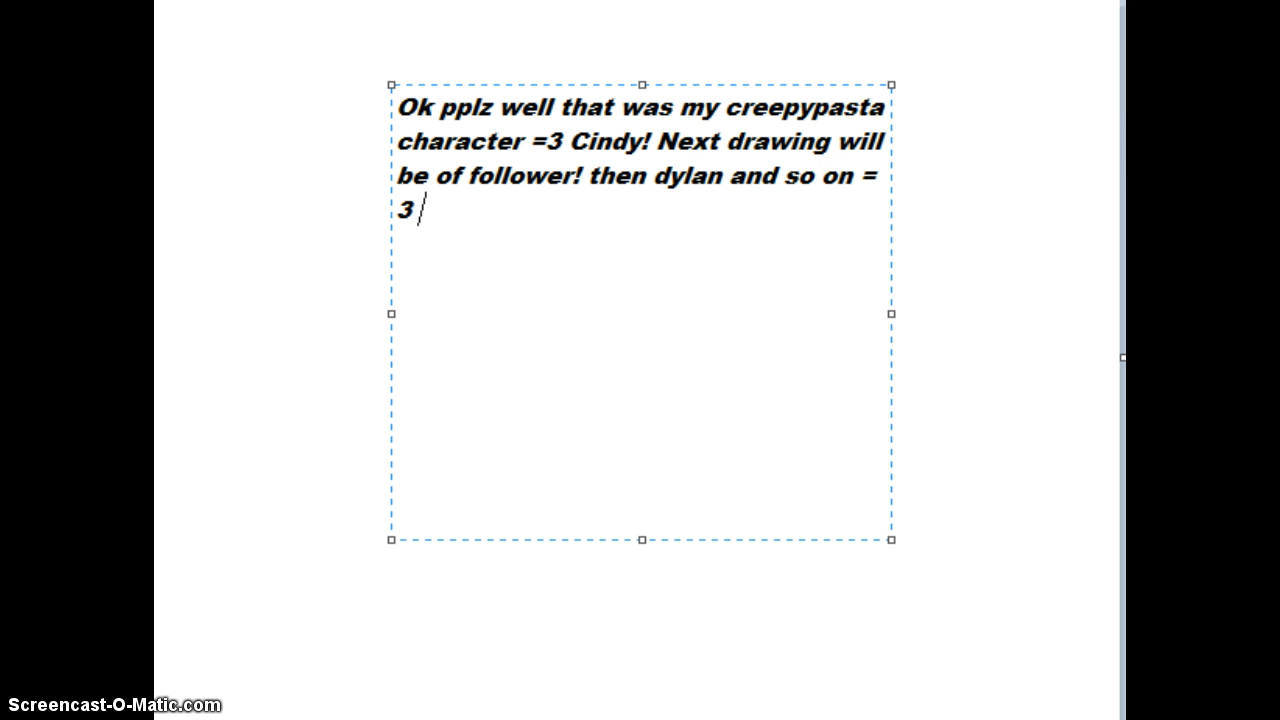 Ok pplz well that was my creepypasta
character =3 Cindy! Next drawing will
be of follower! then dylan and so on =
3
Screencast-O-Matic.com